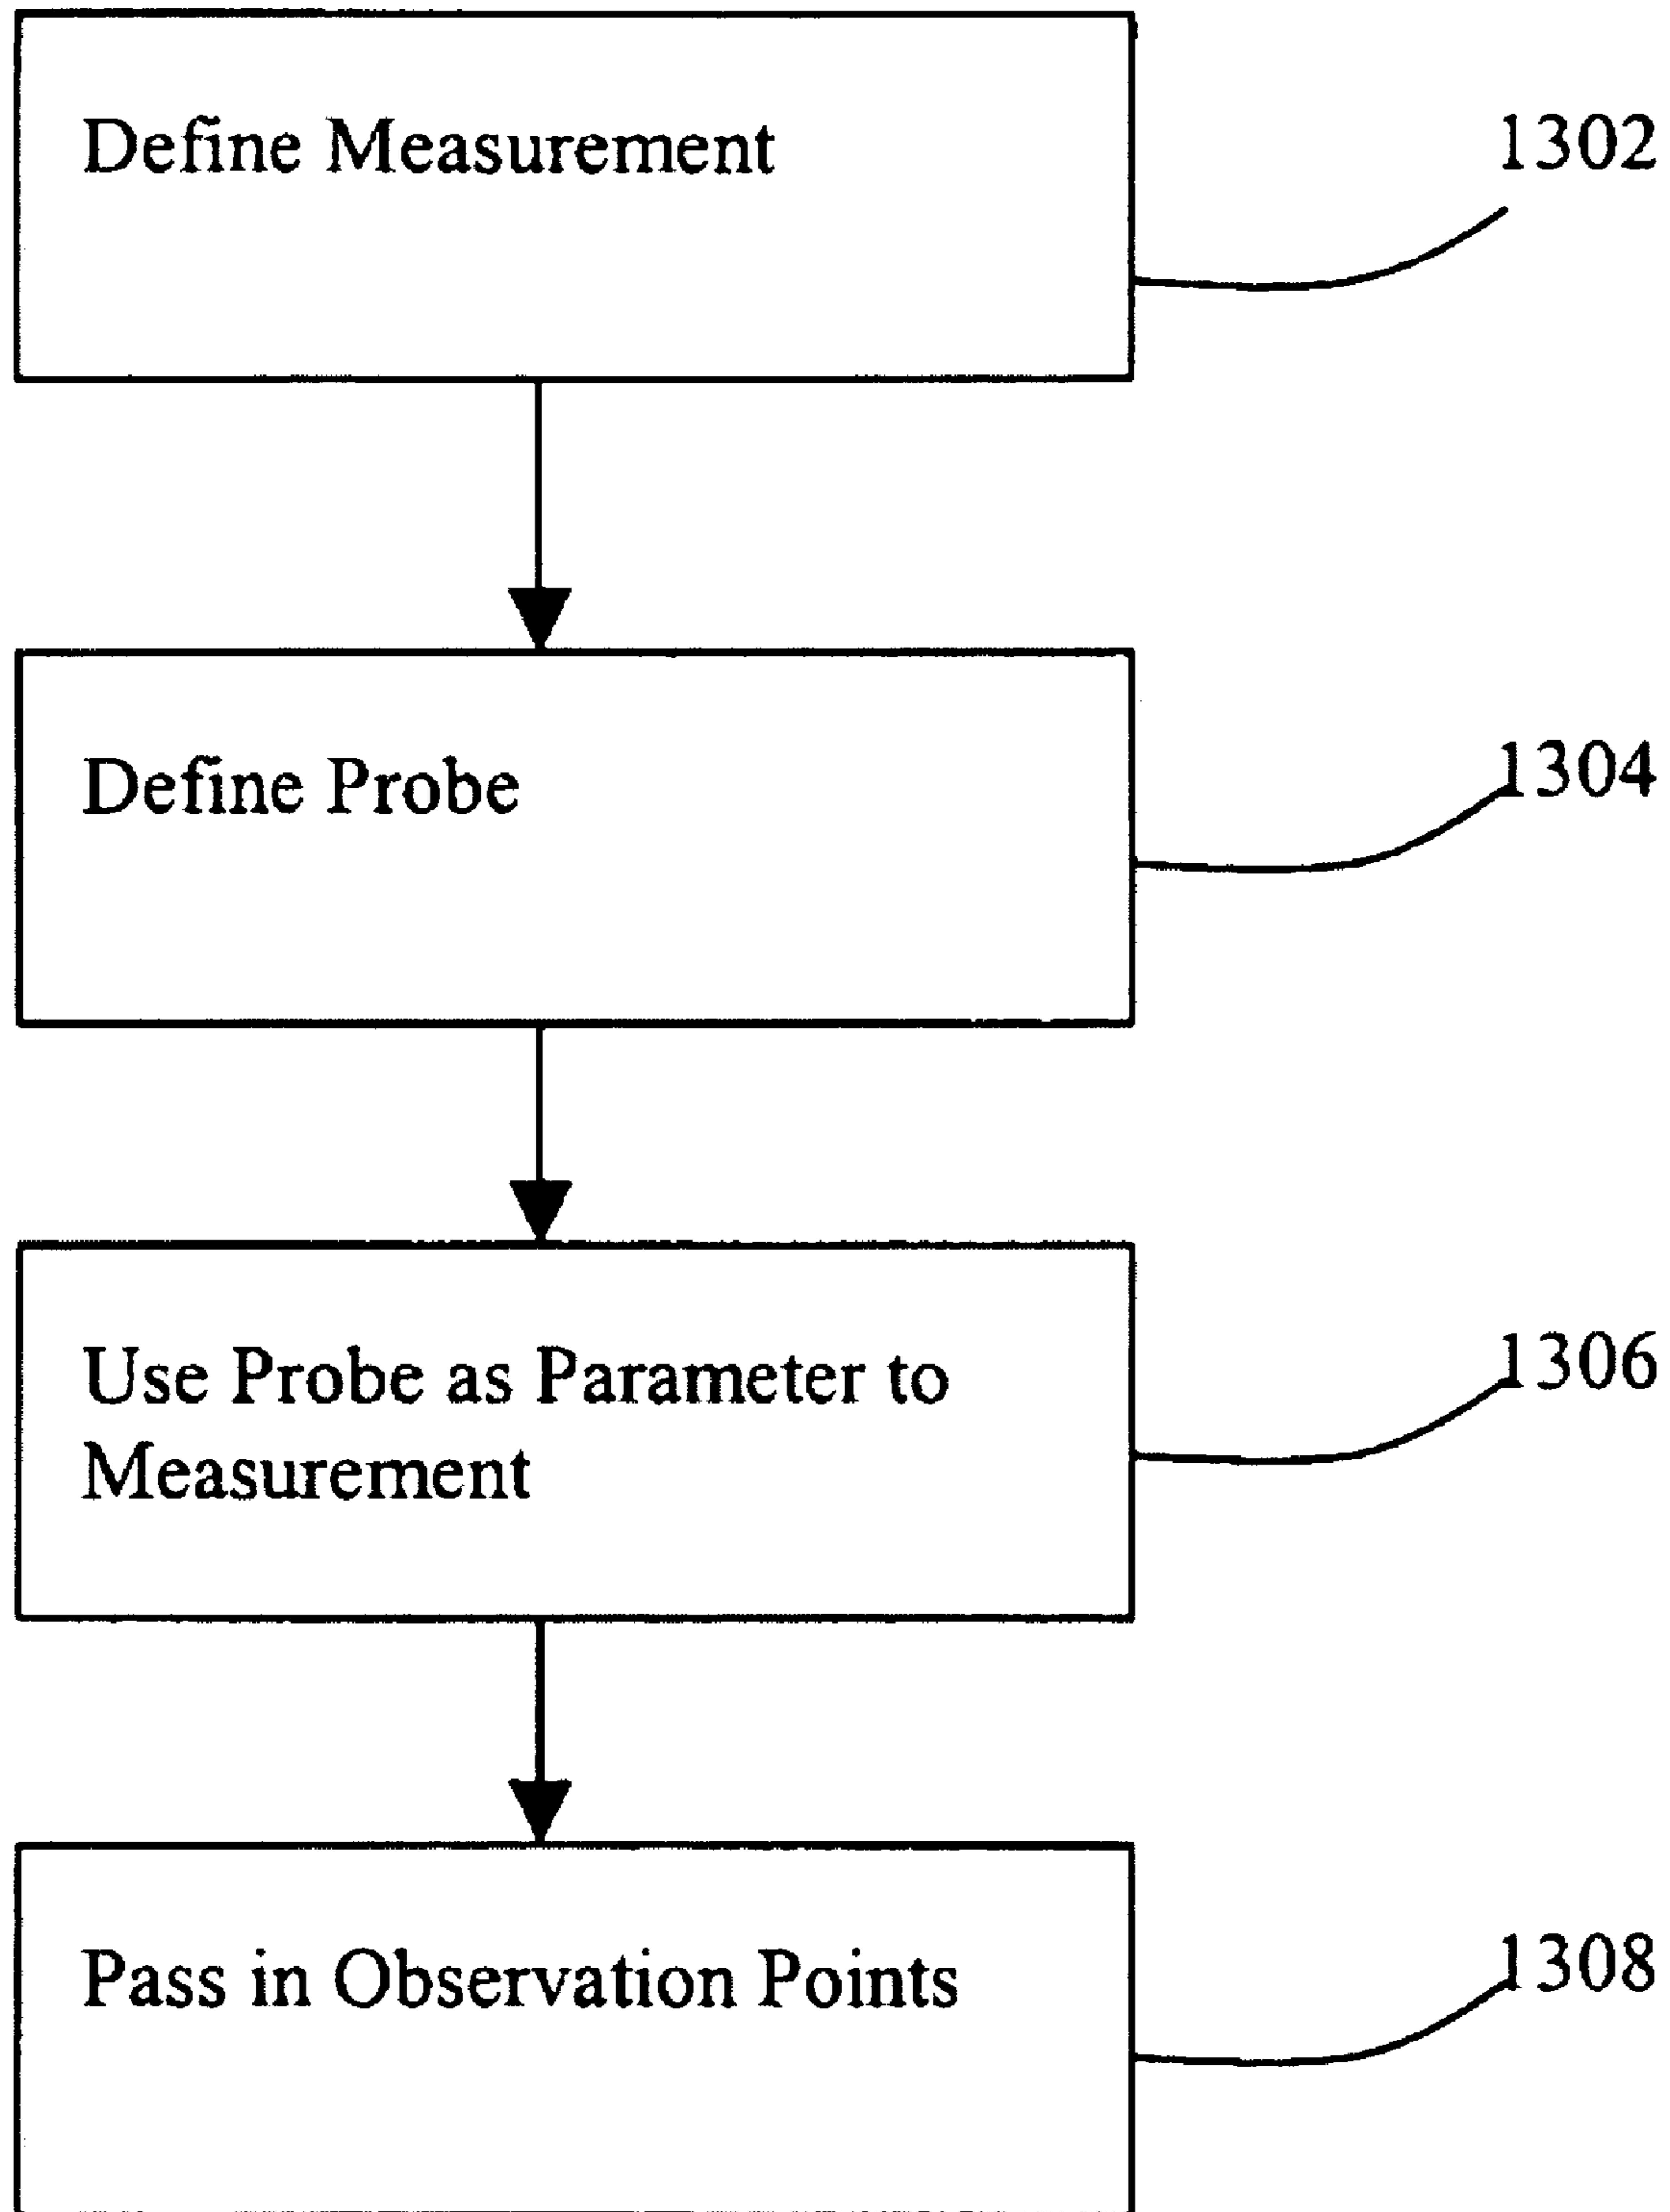 Define Measurement
1302
Define Probe
1304
Use Probe as Parameter to
Measurement
1306
Pass in Observation Points
1308